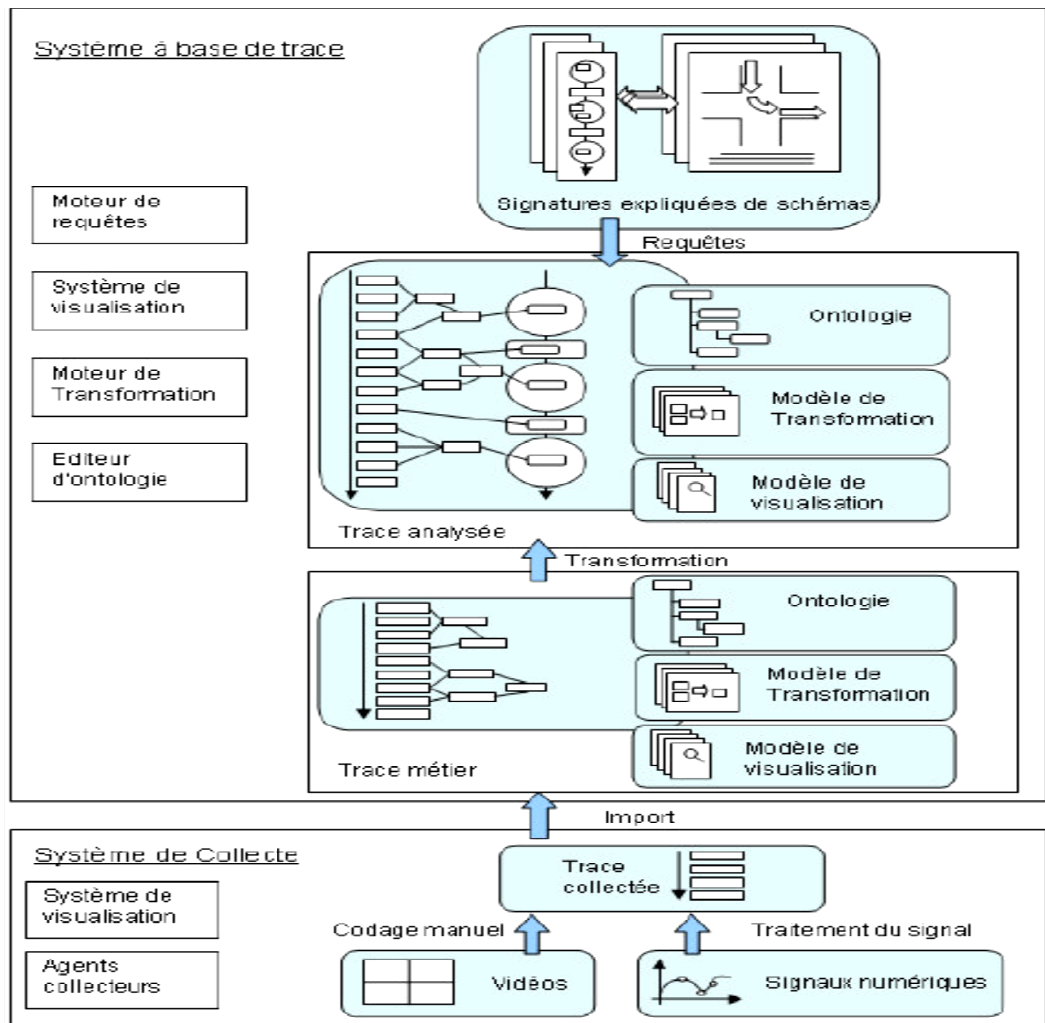 Système à base de trace
Signatures expliquées de schémas
Moteur de
requêtes
Requêtes
Système de
visualisation
Ontologie
Moteur de
Transformation
Modèle de
Transformation
Editeur
d'ontologie
Modèle de
visualisation
Trace analysée
Transformation
Ontologie
Modèle de
Transformation
Modèle de
visualisation
Trace métier
Import
Système de Collecte
Trace
collectée
Système de
visualisation
Codage manuel
Traitement du signal
Agents
collecteurs
Vidéos
Signaux numériques